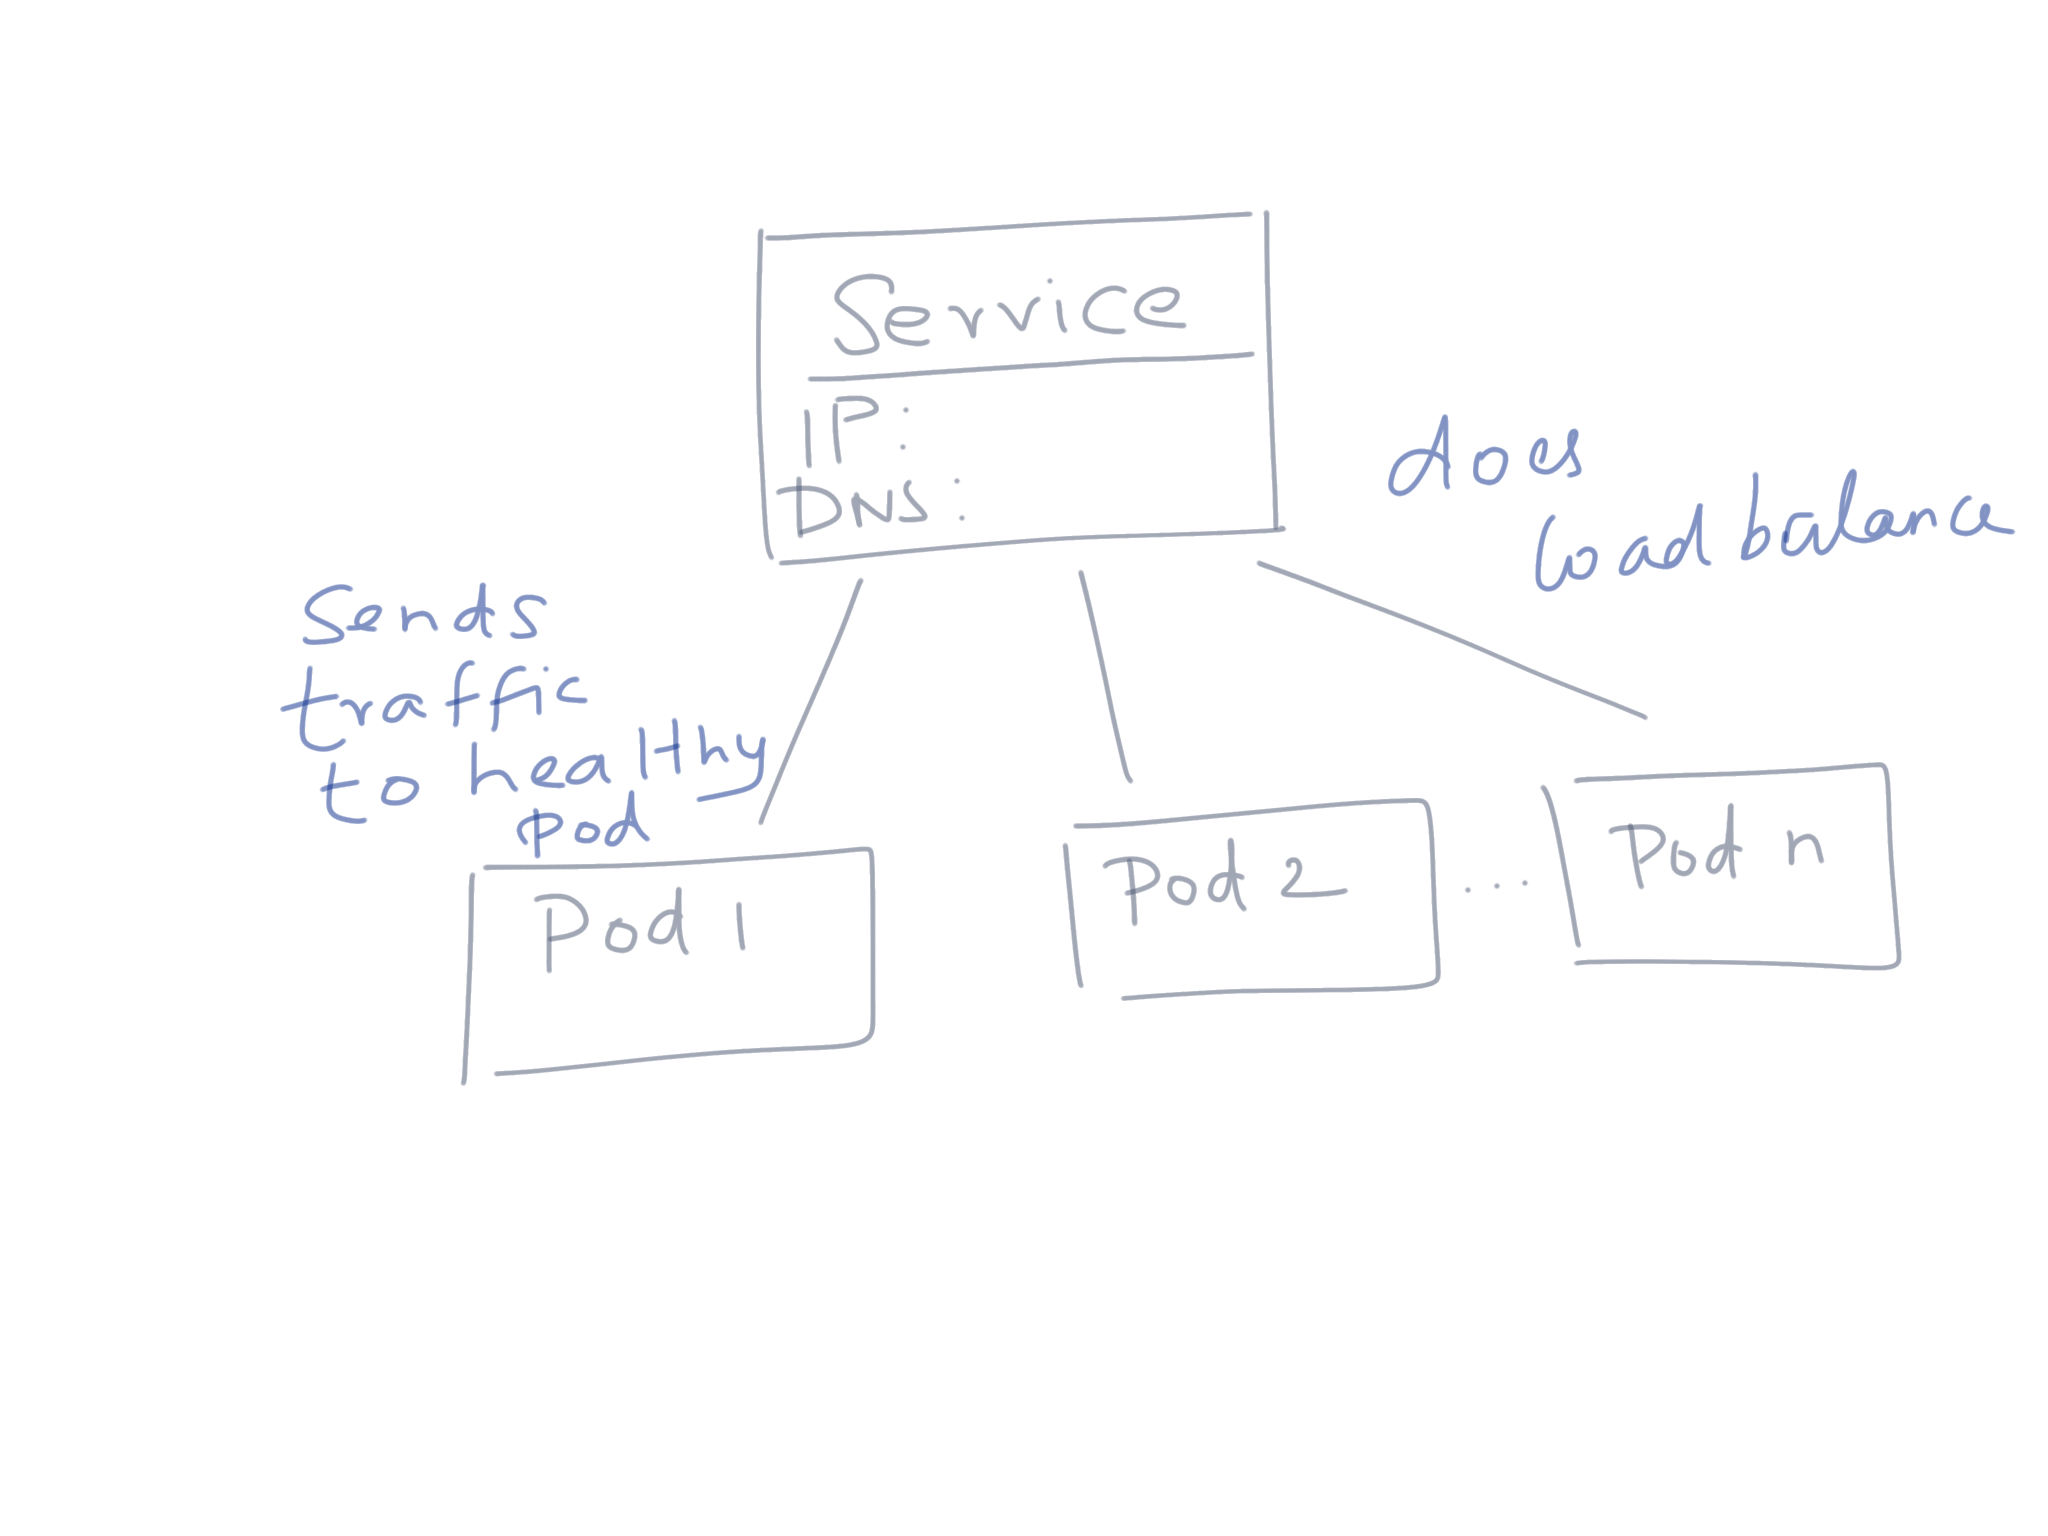 Service
IP:
DNS:
does
load balance
Sends
traffic
to healthy
pod
Pod 1
Pod 2
...
Pod n